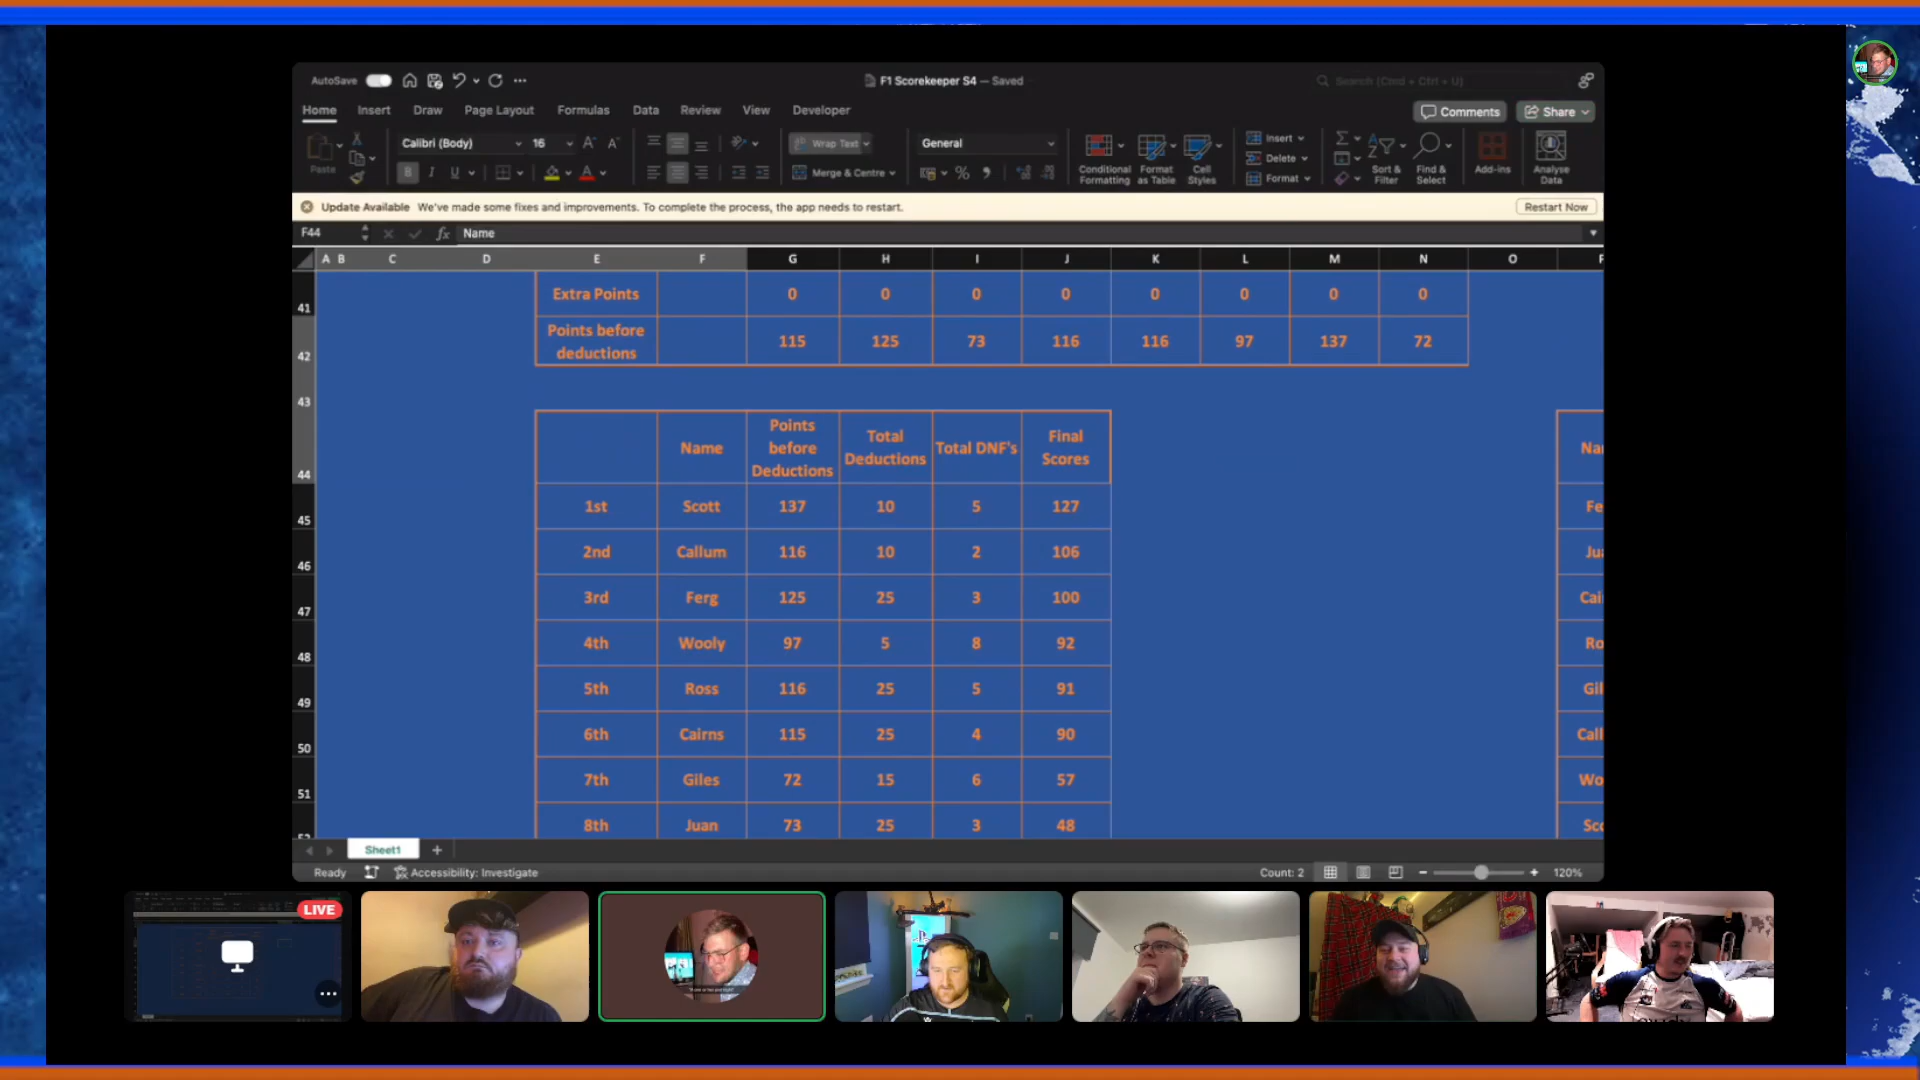 AutoSave
F1 Scorekeeper S4 — Saved
Search (Cmd + Ctrl + U)
Home Insert Draw Page Layout Formulas Data Review View Developer
Comments Share
Paste
Calibri (Body) 16
B I U
Wrap Text
Merge & Centre
General
Conditional Formatting
Format as Table
Cell Styles
Insert
Delete
Format
Sort & Filter
Find & Select
Add-ins
Analyse Data
Update Available We've made some fixes and improvements. To complete the process, the app needs to restart. Restart Now
F44 fx Name
A B C D E F G H I J K L M N O
41 Extra Points 0 0 0 0 0 0 0 0
42 Points before deductions 115 125 73 116 116 97 137 72
43
44 Name Points before Deductions Total Deductions Total DNF's Final Scores
45 1st Scott 137 10 5 127
46 2nd Callum 116 10 2 106
47 3rd Ferg 125 25 3 100
48 4th Wooly 97 5 8 92
49 5th Ross 116 25 5 91
50 6th Cairns 115 25 4 90
51 7th Giles 72 15 6 57
8th Juan 73 25 3 48
Sheet1 +
Ready Accessibility: Investigate Count: 2 120%
LIVE